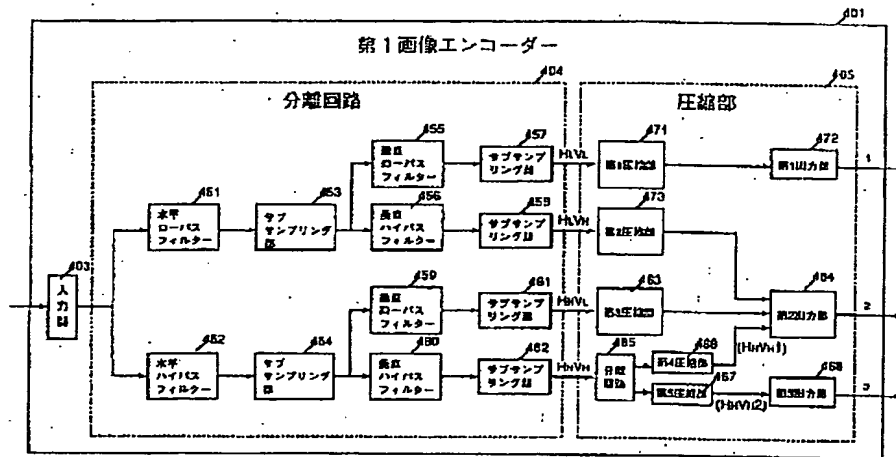 401
第1画像エンコーダー
404
分離回路
405
圧縮部
455
垂直
ローパス
フィルター
457
サブサンプ
リング部
HLVL
471
第1圧縮部
472
第1出力部
1
451
水平
ローパス
フィルター
453
サブ
サンプリング
部
456
垂直
ハイパス
フィルター
サブサンプ
リング部
HLVH
473
第2圧縮部
403
入
力
部
459
垂直
ローパス
フィルター
461
サブサンプ
リング部
HHVL
463
第3圧縮部
464
第2出力部
2
(HHVH1)
452
水平
ハイパス
フィルター
454
サブ
サンプリング
部
460
垂直
ハイパス
フィルター
462
サブサンプ
リング部
HHVH
465
分離
回路
466
第4圧縮部
467
第5圧縮部
(HHVH2)
468
第3出力部
3